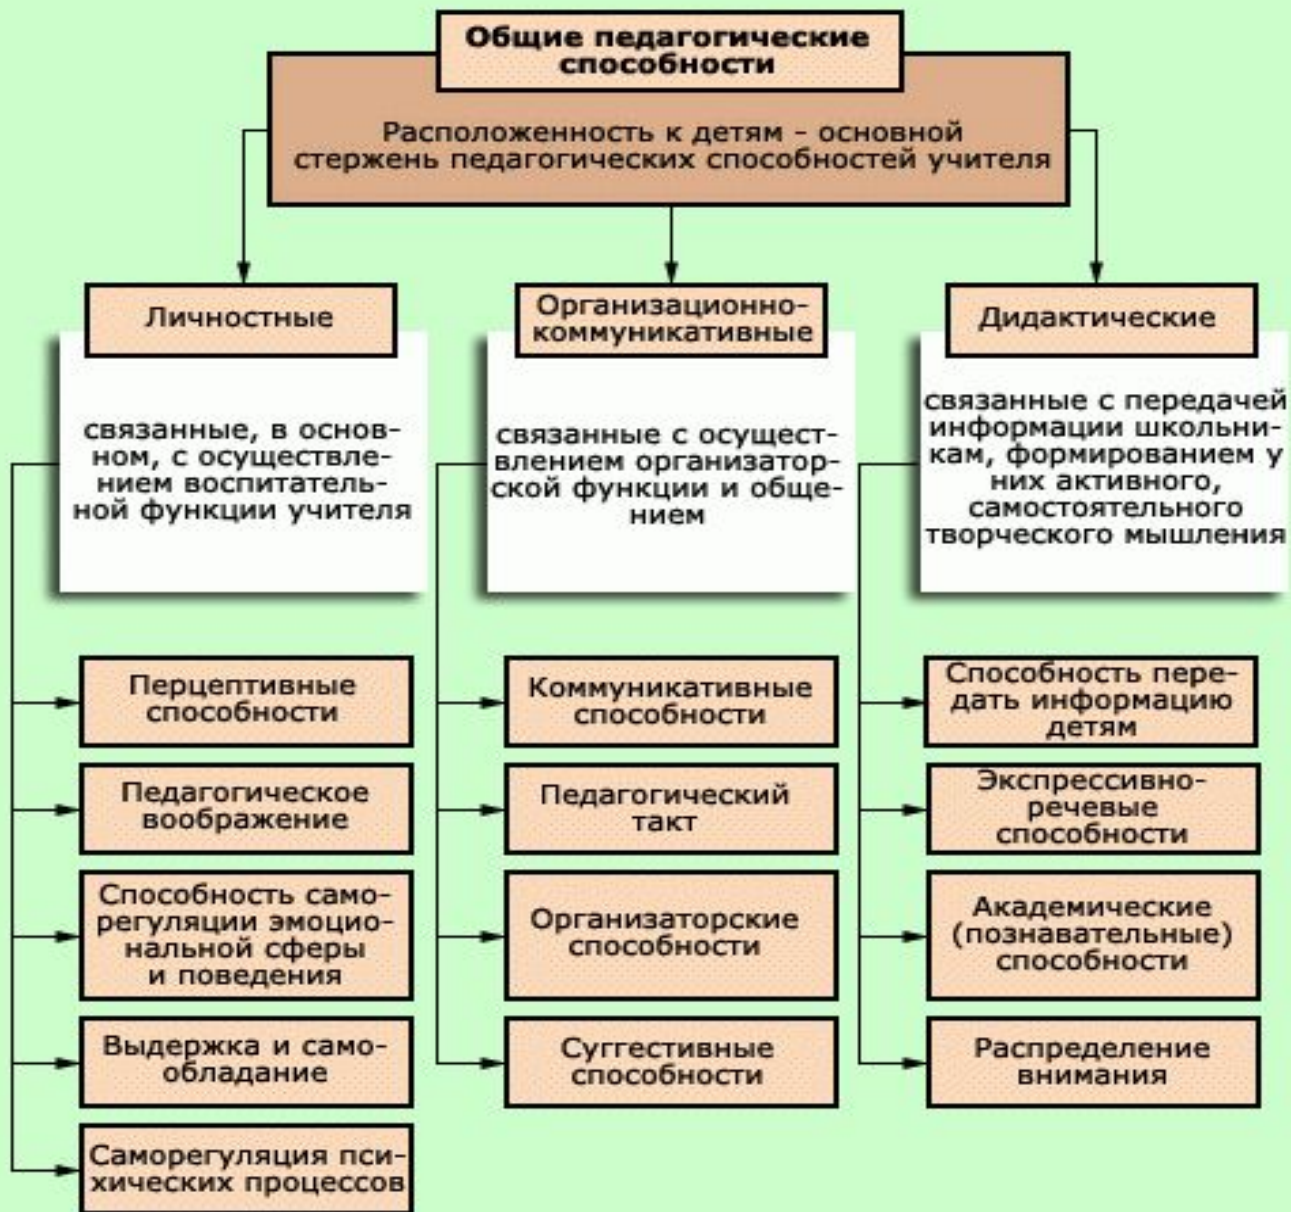 Общие педагогические
способности
Расположенность к детям - основной
стержень педагогических способностей учителя
Личностные
связанные, в основ-
ном, с осуществле-
нием воспитатель-
ной функции учителя
Перцептивные
способности
Педагогическое
воображение
Способность само-
регуляции эмоцио-
нальной сферы
и поведения
Выдержка и само-
обладание
Саморегуляция пси-
хических процессов
Организационно-
коммуникативные
связанные с осущест-
влением организатор-
ской функции и обще-
нием
Коммуникативные
способности
Педагогический
такт
Организаторские
способности
Суггестивные
способности
Дидактические
связанные с передачей
информации школьни-
кам, формированием у
них активного,
самостоятельного
творческого мышления
Способность пере-
дать информацию
детям
Экспрессивно-
речевые
способности
Академические
(познавательные)
способности
Распределение
внимания